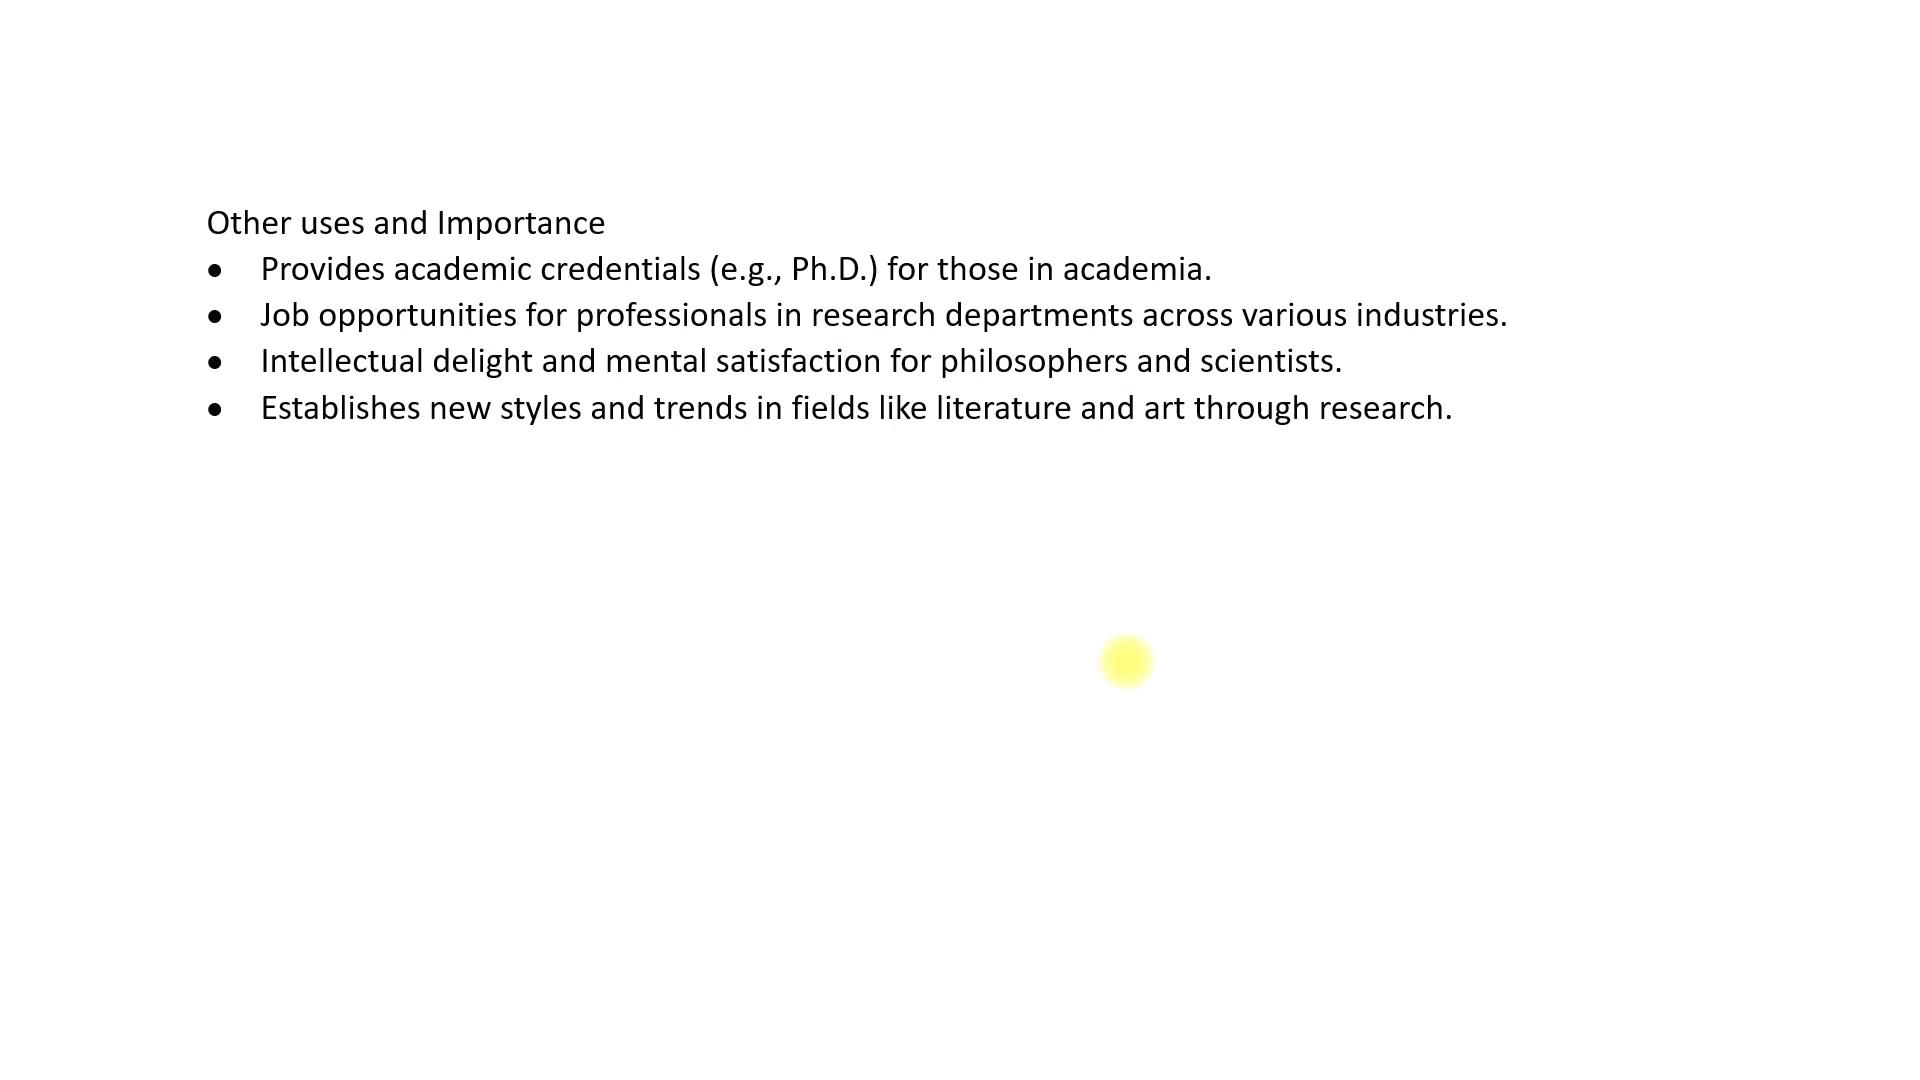 Other uses and Importance
● Provides academic credentials (e.g., Ph.D.) for those in academia.
● Job opportunities for professionals in research departments across various industries.
● Intellectual delight and mental satisfaction for philosophers and scientists.
● Establishes new styles and trends in fields like literature and art through research.